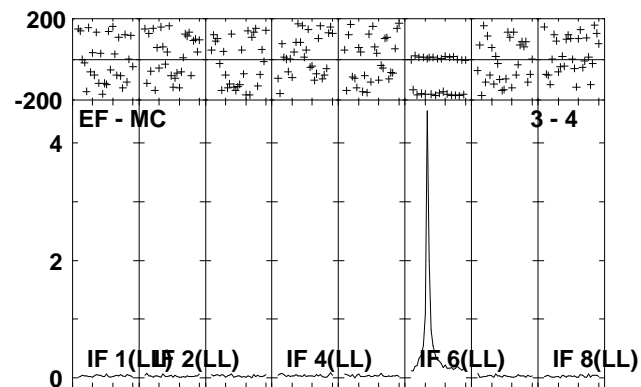 200
-200
EF - MC 3 - 4
4
2
IF 1(LL) IF 2(LL) IF 4(LL) IF 6(LL) IF 8(LL)
0